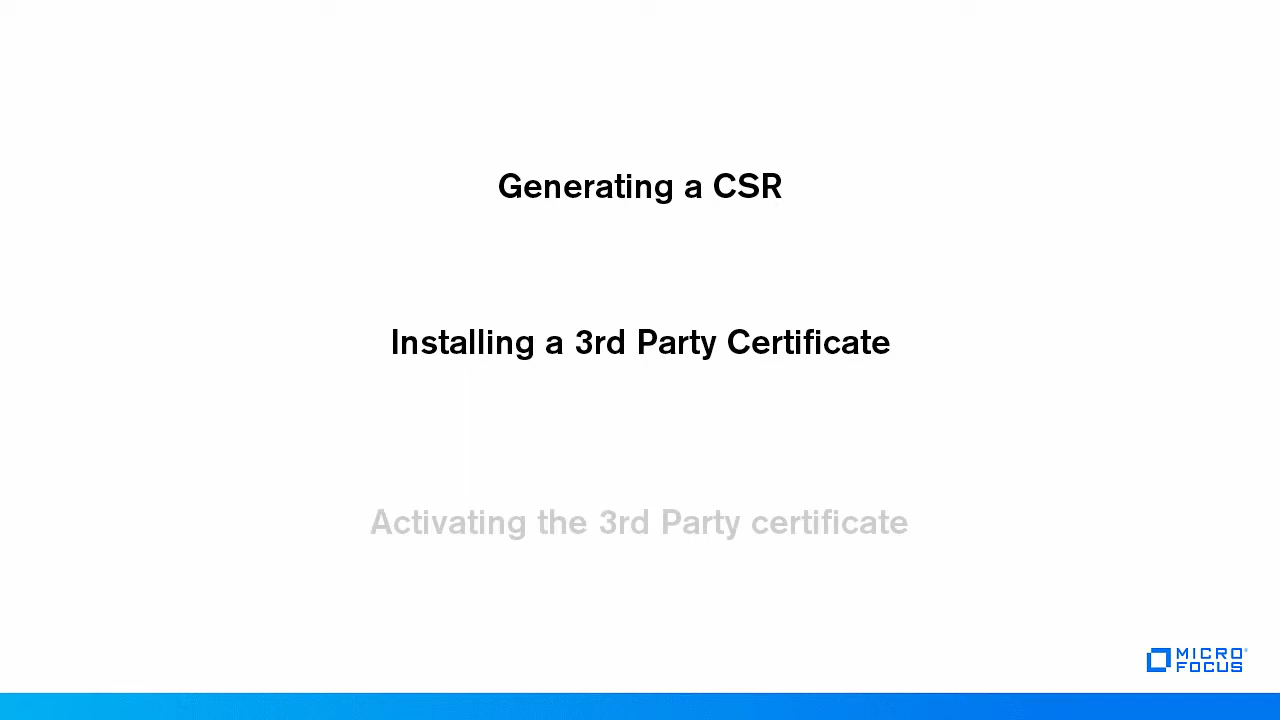 Generating a CSR
Installing a 3rd Party Certificate
Activating the 3rd Party certificate
MICRO
FOCUS